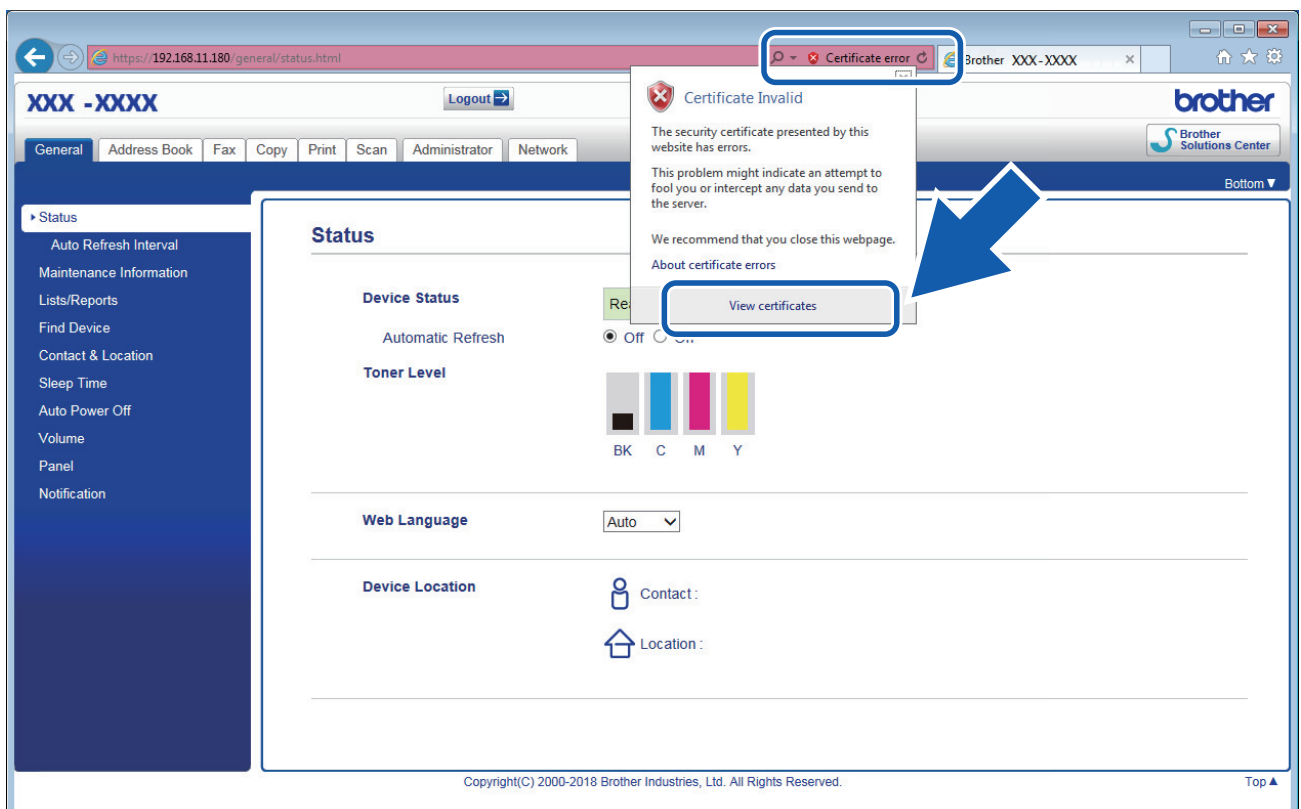 https://192.168.11.180/general/status.html
Certificate error
Brother XXX-XXXX
XXX -XXXX
Logout
brother
Certificate Invalid
The security certificate presented by this
website has errors.
This problem might indicate an attempt to
fool you or intercept any data you send to
the server.
We recommend that you close this webpage.
About certificate errors
View certificates
General
Address Book
Fax
Copy
Print
Scan
Administrator
Network
Brother
Solutions Center
Bottom▼
Status
Auto Refresh Interval
Maintenance Information
Lists/Reports
Find Device
Contact & Location
Sleep Time
Auto Power Off
Volume
Panel
Notification
Status
Device Status
Automatic Refresh
Off
Toner Level
BK C M Y
Web Language
Auto
Device Location
Contact :
Location :
Copyright(C) 2000-2018 Brother Industries, Ltd. All Rights Reserved.
Top▲